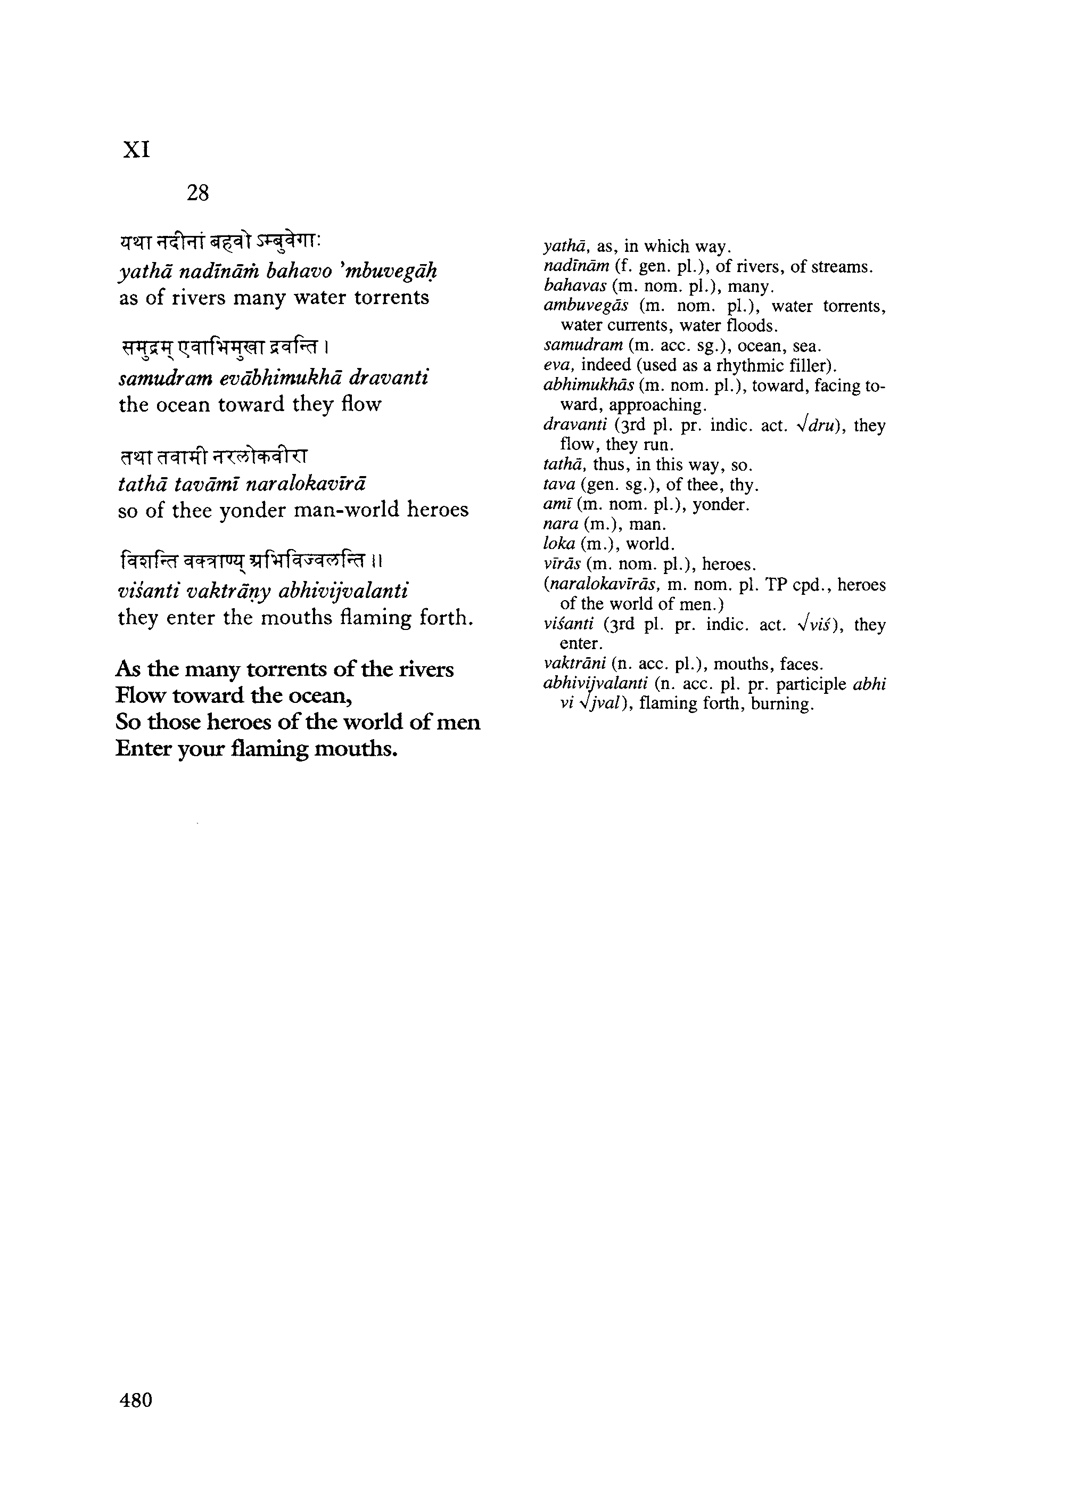 XI
28
यथा नदीनां बहवो ऽम्बुवेगाः
yathā nadīnāṁ bahavo 'mbuvegāḥ
as of rivers many water torrents
समुद्रम् एवाभिमुखा द्रवन्ति ।
samudram evābhimukhā dravanti
the ocean toward they flow
तथा तवामी नरलोकवीरा
tathā tavāmī naralokavīrā
so of thee yonder man-world heroes
विशन्ति वक्त्राण्य् अभिविज्वलन्ति ॥
viśanti vaktrāṇy abhivijvalanti
they enter the mouths flaming forth.
As the many torrents of the rivers
Flow toward the ocean,
So those heroes of the world of men
Enter your flaming mouths.
yathā, as, in which way.
nadīnām (f. gen. pl.), of rivers, of streams.
bahavas (m. nom. pl.), many.
ambuvegās (m. nom. pl.), water torrents,
water currents, water floods.
samudram (m. acc. sg.), ocean, sea.
eva, indeed (used as a rhythmic filler).
abhimukhās (m. nom. pl.), toward, facing to-
ward, approaching.
dravanti (3rd pl. pr. indic. act. √dru), they
flow, they run.
tathā, thus, in this way, so.
tava (gen. sg.), of thee, thy.
amī (m. nom. pl.), yonder.
nara (m.), man.
loka (m.), world.
vīrās (m. nom. pl.), heroes.
(naralokavīrās, m. nom. pl. TP cpd., heroes
of the world of men.)
viśanti (3rd pl. pr. indic. act. √viś), they
enter.
vaktrāni (n. acc. pl.), mouths, faces.
abhivijvalanti (n. acc. pl. pr. participle abhi
vi √jval), flaming forth, burning.
480